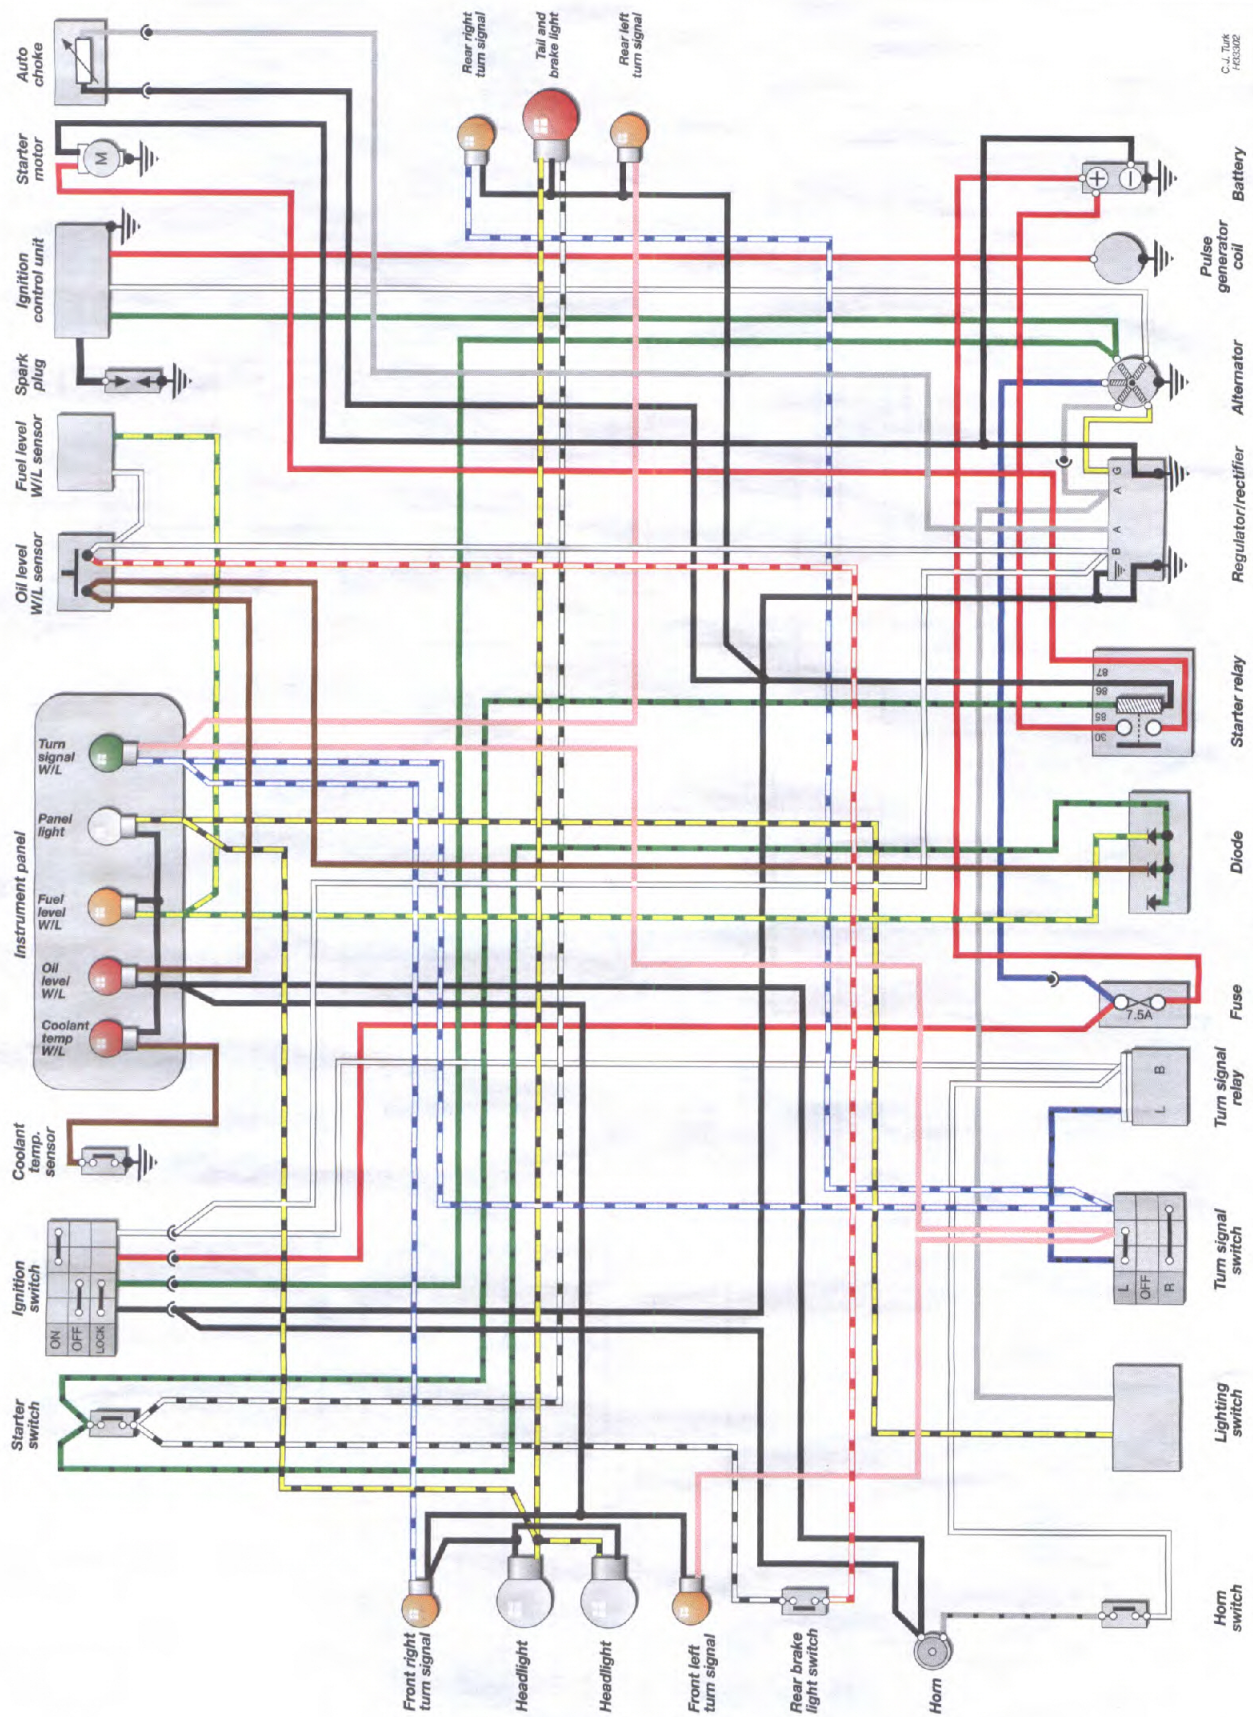 Auto
choke
Starter
motor
Ignition
control unit
Spark
plug
Fuel level
W/L sensor
Oil level
W/L sensor
Instrument panel
Turn
signal
W/L
Panel
light
Fuel
level
W/L
Oil
level
W/L
Coolant
temp
W/L
Coolant
temp.
sensor
Ignition
switch
ON
OFF
LOCK
Starter
switch
M
Rear right
turn signal
Tail and
brake light
Rear left
turn signal
Front right
turn signal
Headlight
Headlight
Front left
turn signal
Rear brake
light switch
Horn
C.J. Turk
H33302
Battery
+
−
Pulse
generator
coil
Alternator
Regulator/rectifier
G
A
A
B
Starter relay
87
86
85
30
Diode
Fuse
7.5A
Turn signal
relay
B
L
Turn signal
switch
L
OFF
R
Lighting
switch
Horn
switch